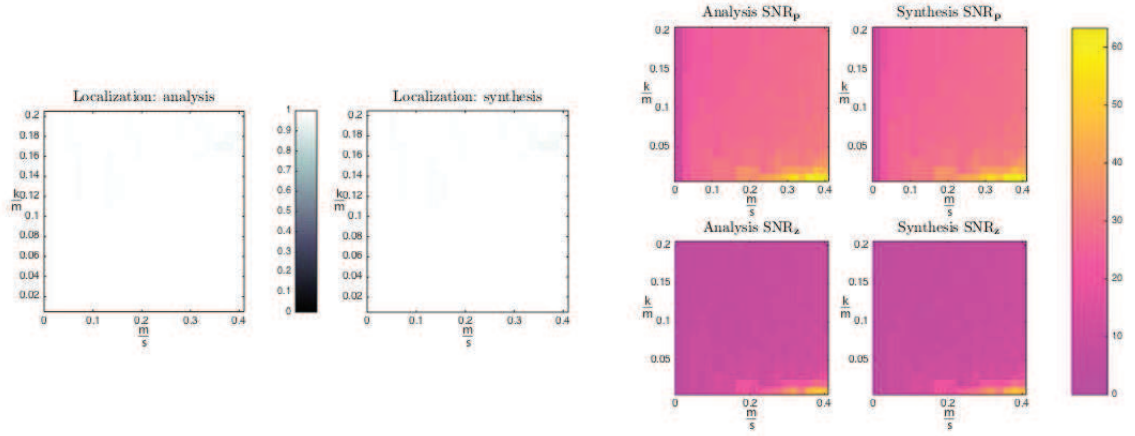 Localization: analysis
0.2
0.18
0.16
0.14
0.12
0.1
0.08
0.06
0.04
0.02
k
m
0 0.1 0.2 0.3 0.4
m
s
1
0.9
0.8
0.7
0.6
0.5
0.4
0.3
0.2
0.1
0
Localization: synthesis
0.2
0.18
0.16
0.14
0.12
0.1
0.08
0.06
0.04
0.02
k
m
0 0.1 0.2 0.3 0.4
m
s
Analysis SNRp
0.2
0.15
0.1
0.05
k
m
0 0.1 0.2 0.3 0.4
m
s
Synthesis SNRp
0.2
0.15
0.1
0.05
k
m
0 0.1 0.2 0.3 0.4
m
s
Analysis SNRz
0.2
0.15
0.1
0.05
k
m
0 0.2 0.4
m
s
Synthesis SNRz
0.2
0.15
0.1
0.05
k
m
0 0.2 0.4
m
s
60
50
40
30
20
10
0